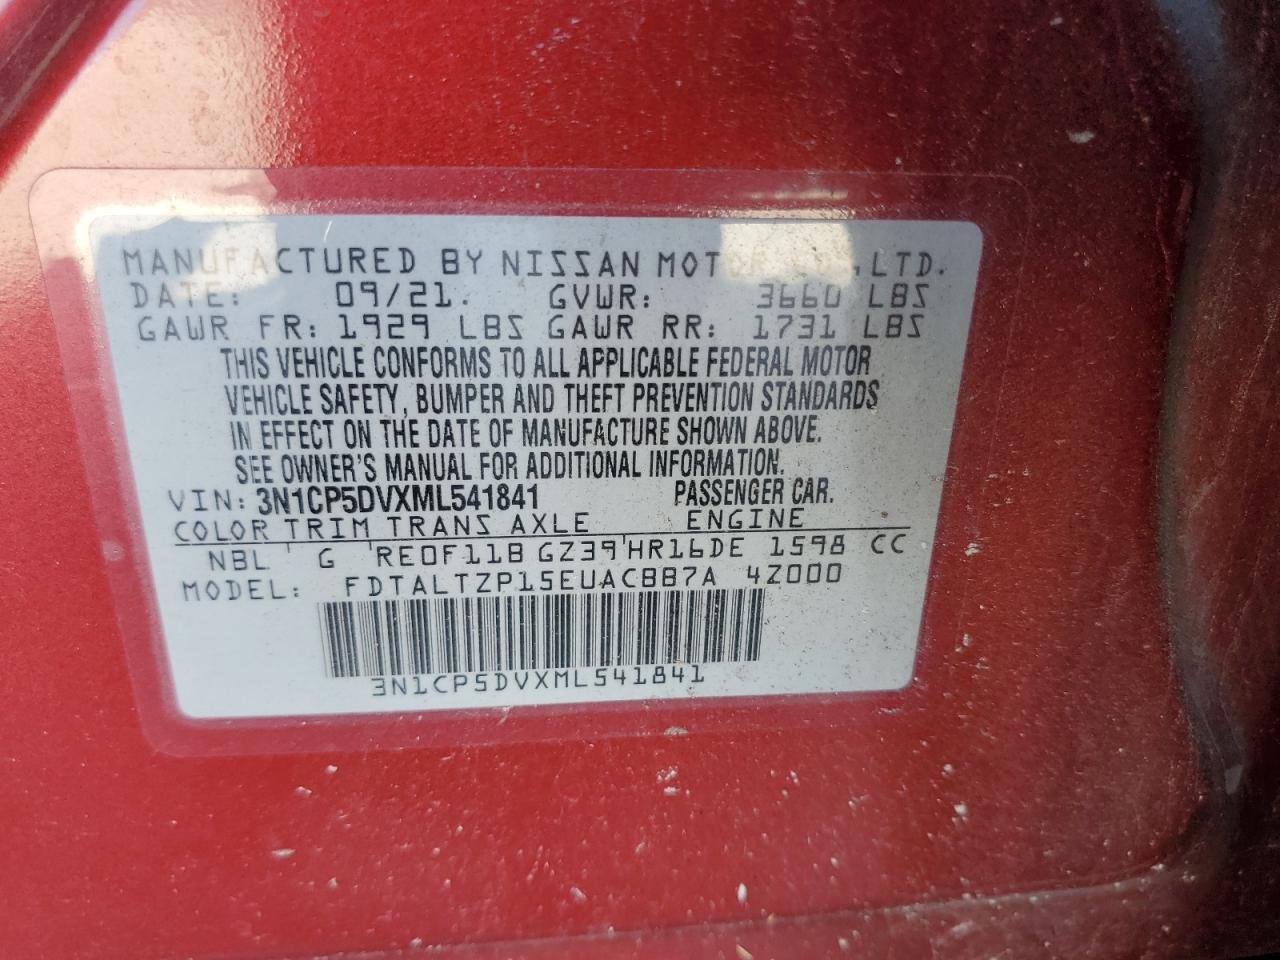 MANUFACTURED BY NISSAN MOTOR CO.,LTD.
DATE: 09/21. GVWR: 3660 LBS
GAWR FR: 1929 LBS GAWR RR: 1731 LBS
THIS VEHICLE CONFORMS TO ALL APPLICABLE FEDERAL MOTOR
VEHICLE SAFETY, BUMPER AND THEFT PREVENTION STANDARDS
IN EFFECT ON THE DATE OF MANUFACTURE SHOWN ABOVE.
SEE OWNER'S MANUAL FOR ADDITIONAL INFORMATION.
VIN: 3N1CP5DVXML541841 PASSENGER CAR.
COLOR TRIM TRANS AXLE ENGINE
NBL G RE0F11B GZ39 HR16DE 1598 CC
MODEL: FDTALTZP15EUACBB7A 4Z000
3N1CP5DVXML541841